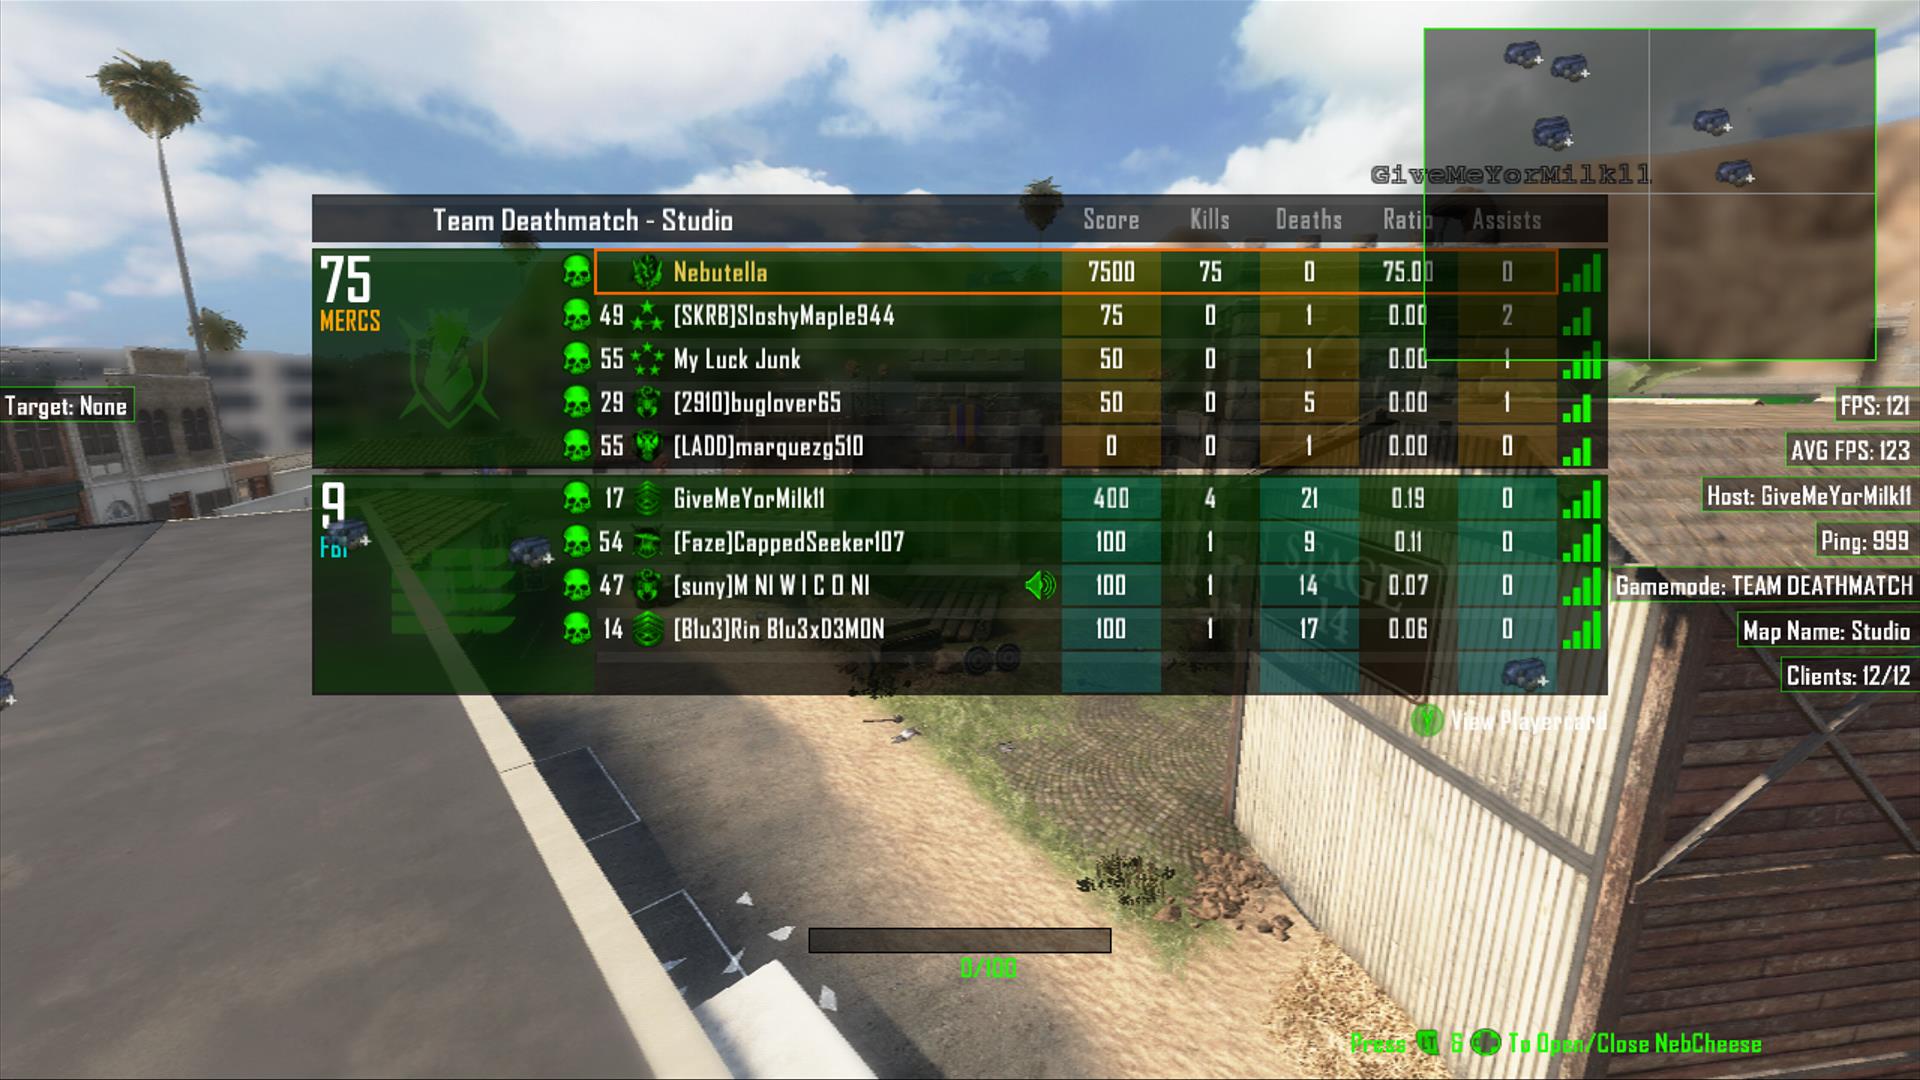 GiveMeYorMilk11
Team Deathmatch - Studio Score Kills Deaths Ratio Assists
75 MERCS
Nebutella 7500 75 0 75.00 0
49 [SKRB]SloshyMaple944 75 0 1 0.00 2
55 My Luck Junk 50 0 1 0.00 1
29 [2910]buglover65 50 0 5 0.00 1
55 [LADD]marquezg510 0 0 1 0.00 0
9 FBI
17 GiveMeYorMilk11 400 4 21 0.19 0
54 [Faze]CappedSeeker107 100 1 9 0.11 0
47 [suny]M NI W I C O NI 100 1 14 0.07 0
14 [Blu3]Rin Blu3xD3MON 100 1 17 0.06 0
Y View Playercard
Target: None
FPS: 121
AVG FPS: 123
Host: GiveMeYorMilk11
Ping: 999
Gamemode: TEAM DEATHMATCH
Map Name: Studio
Clients: 12/12
STAGE
14
0/100
Press LT & To Open/Close NebCheese